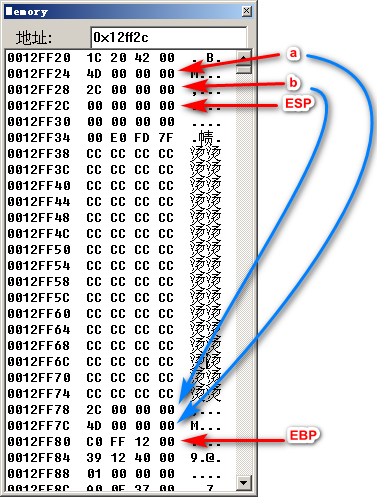 Memory
地址: 0x12ff2c
0012FF20 1C 20 42 00 . B.
0012FF24 4D 00 00 00 M... a
0012FF28 2C 00 00 00 ,... b
0012FF2C 00 00 00 00 .... ESP
0012FF30 00 00 00 00 ....
0012FF34 00 E0 FD 7F .帻.
0012FF38 CC CC CC CC 烫烫
0012FF3C CC CC CC CC 烫烫
0012FF40 CC CC CC CC 烫烫
0012FF44 CC CC CC CC 烫烫
0012FF48 CC CC CC CC 烫烫
0012FF4C CC CC CC CC 烫烫
0012FF50 CC CC CC CC 烫烫
0012FF54 CC CC CC CC 烫烫
0012FF58 CC CC CC CC 烫烫
0012FF5C CC CC CC CC 烫烫
0012FF60 CC CC CC CC 烫烫
0012FF64 CC CC CC CC 烫烫
0012FF68 CC CC CC CC 烫烫
0012FF6C CC CC CC CC 烫烫
0012FF70 CC CC CC CC 烫烫
0012FF74 CC CC CC CC 烫烫
0012FF78 2C 00 00 00 ,...
0012FF7C 4D 00 00 00 M...
0012FF80 C0 FF 12 00 .... EBP
0012FF84 39 12 40 00 9.@.
0012FF88 01 00 00 00 ....
0012FF8C A0 0F 37 00